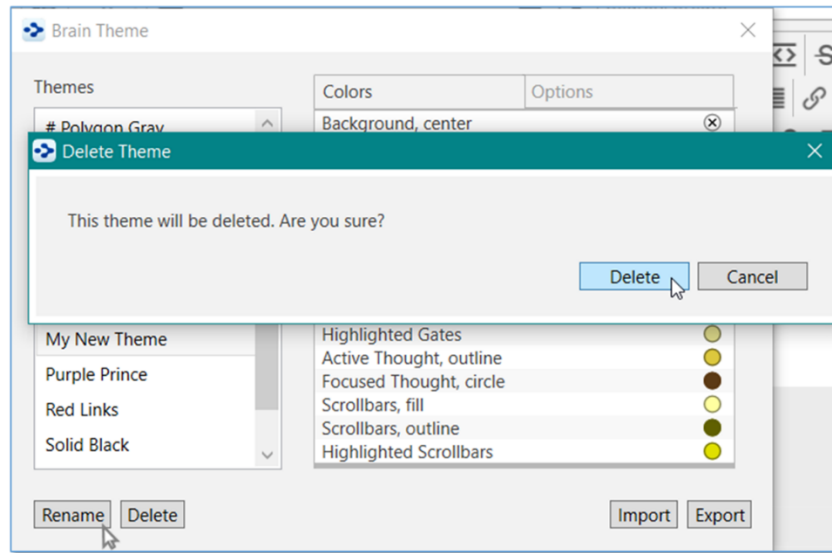 Brain Theme
Themes
Colors
Options
# Polygon Gray
Background, center
Delete Theme
This theme will be deleted. Are you sure?
Delete
Cancel
My New Theme
Purple Prince
Red Links
Solid Black
Highlighted Gates
Active Thought, outline
Focused Thought, circle
Scrollbars, fill
Scrollbars, outline
Highlighted Scrollbars
Rename
Delete
Import
Export